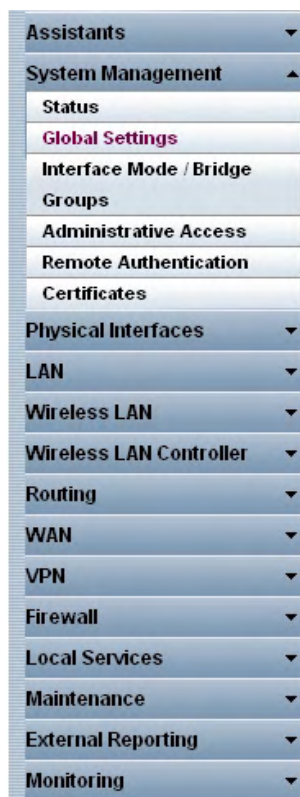 Assistants
System Management
Status
Global Settings
Interface Mode / Bridge
Groups
Administrative Access
Remote Authentication
Certificates
Physical Interfaces
LAN
Wireless LAN
Wireless LAN Controller
Routing
WAN
VPN
Firewall
Local Services
Maintenance
External Reporting
Monitoring